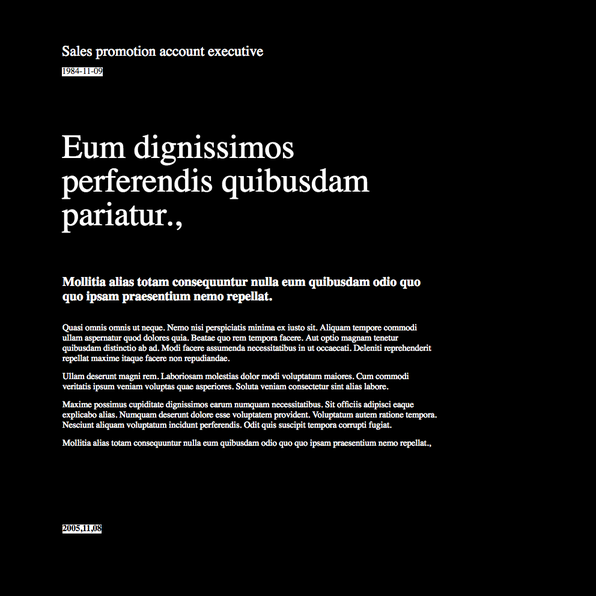 Sales promotion account executive
1984-11-09
Eum dignissimos
perferendis quibusdam
pariatur.,
Mollitia alias totam consequuntur nulla eum quibusdam odio quo
quo ipsam praesentium nemo repellat.
Quasi omnis omnis ut neque. Nemo nisi perspiciatis minima ex iusto sit. Aliquam tempore commodi
ullam aspernatur quod dolores quia. Beatae quo rem tempora facere. Aut optio magnam tenetur
quibusdam distinctio ab ad. Modi facere assumenda necessitatibus in ut occaecati. Deleniti reprehenderit
repellat maxime itaque facere non repudiandae.
Ullam deserunt magni rem. Laboriosam molestias dolor modi voluptatum maiores. Cum commodi
veritatis ipsum veniam voluptas quae asperiores. Soluta veniam consectetur sint alias labore.
Maxime possimus cupiditate dignissimos earum numquam necessitatibus. Sit officiis adipisci eaque
explicabo alias. Numquam deserunt dolore esse voluptatem provident. Voluptatum autem ratione tempora.
Nesciunt aliquam voluptatum incidunt perferendis. Odit quis suscipit tempora corrupti fugiat.
Mollitia alias totam consequuntur nulla eum quibusdam odio quo quo ipsam praesentium nemo repellat.,
2005,11,08